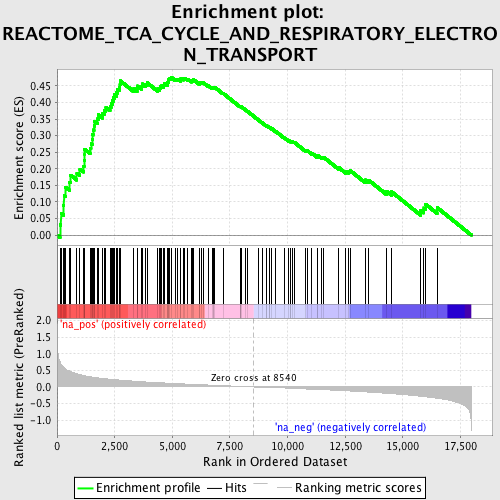 Enrichment plot:
REACTOME_TCA_CYCLE_AND_RESPIRATORY_ELECTRO
N_TRANSPORT
Enrichment score (ES)
0.45
0.40
0.35
0.30
0.25
0.20
0.15
0.10
0.05
0.00
'na_pos' (positively correlated)
Ranked list metric (PreRanked)
2.0
1.5
1.0
0.5
0.0
-0.5
-1.0
Zero cross at 8540
'na_neg' (negatively correlated)
0
2,500
5,000
7,500
10,000
12,500
15,000
17,500
Rank in Ordered Dataset
Enrichment profile
Hits
Ranking metric scores